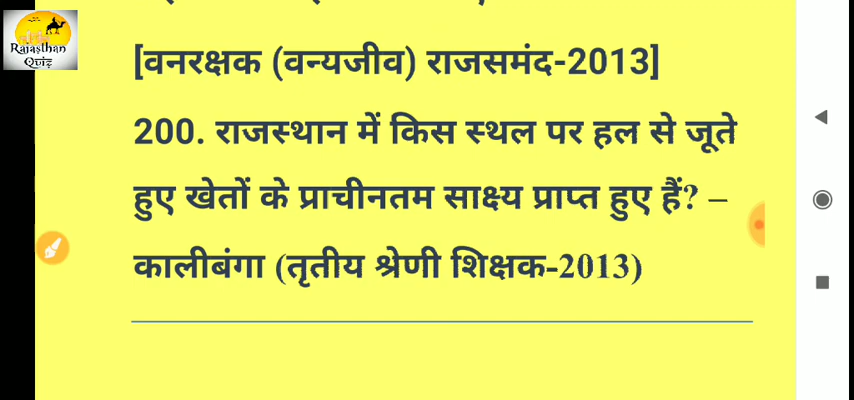 Rajasthan
Quiz
[वनरक्षक (वन्यजीव) राजसमंद-2013]
200. राजस्थान में किस स्थल पर हल से जूते
हुए खेतों के प्राचीनतम साक्ष्य प्राप्त हुए हैं? –
कालीबंगा (तृतीय श्रेणी शिक्षक-2013)